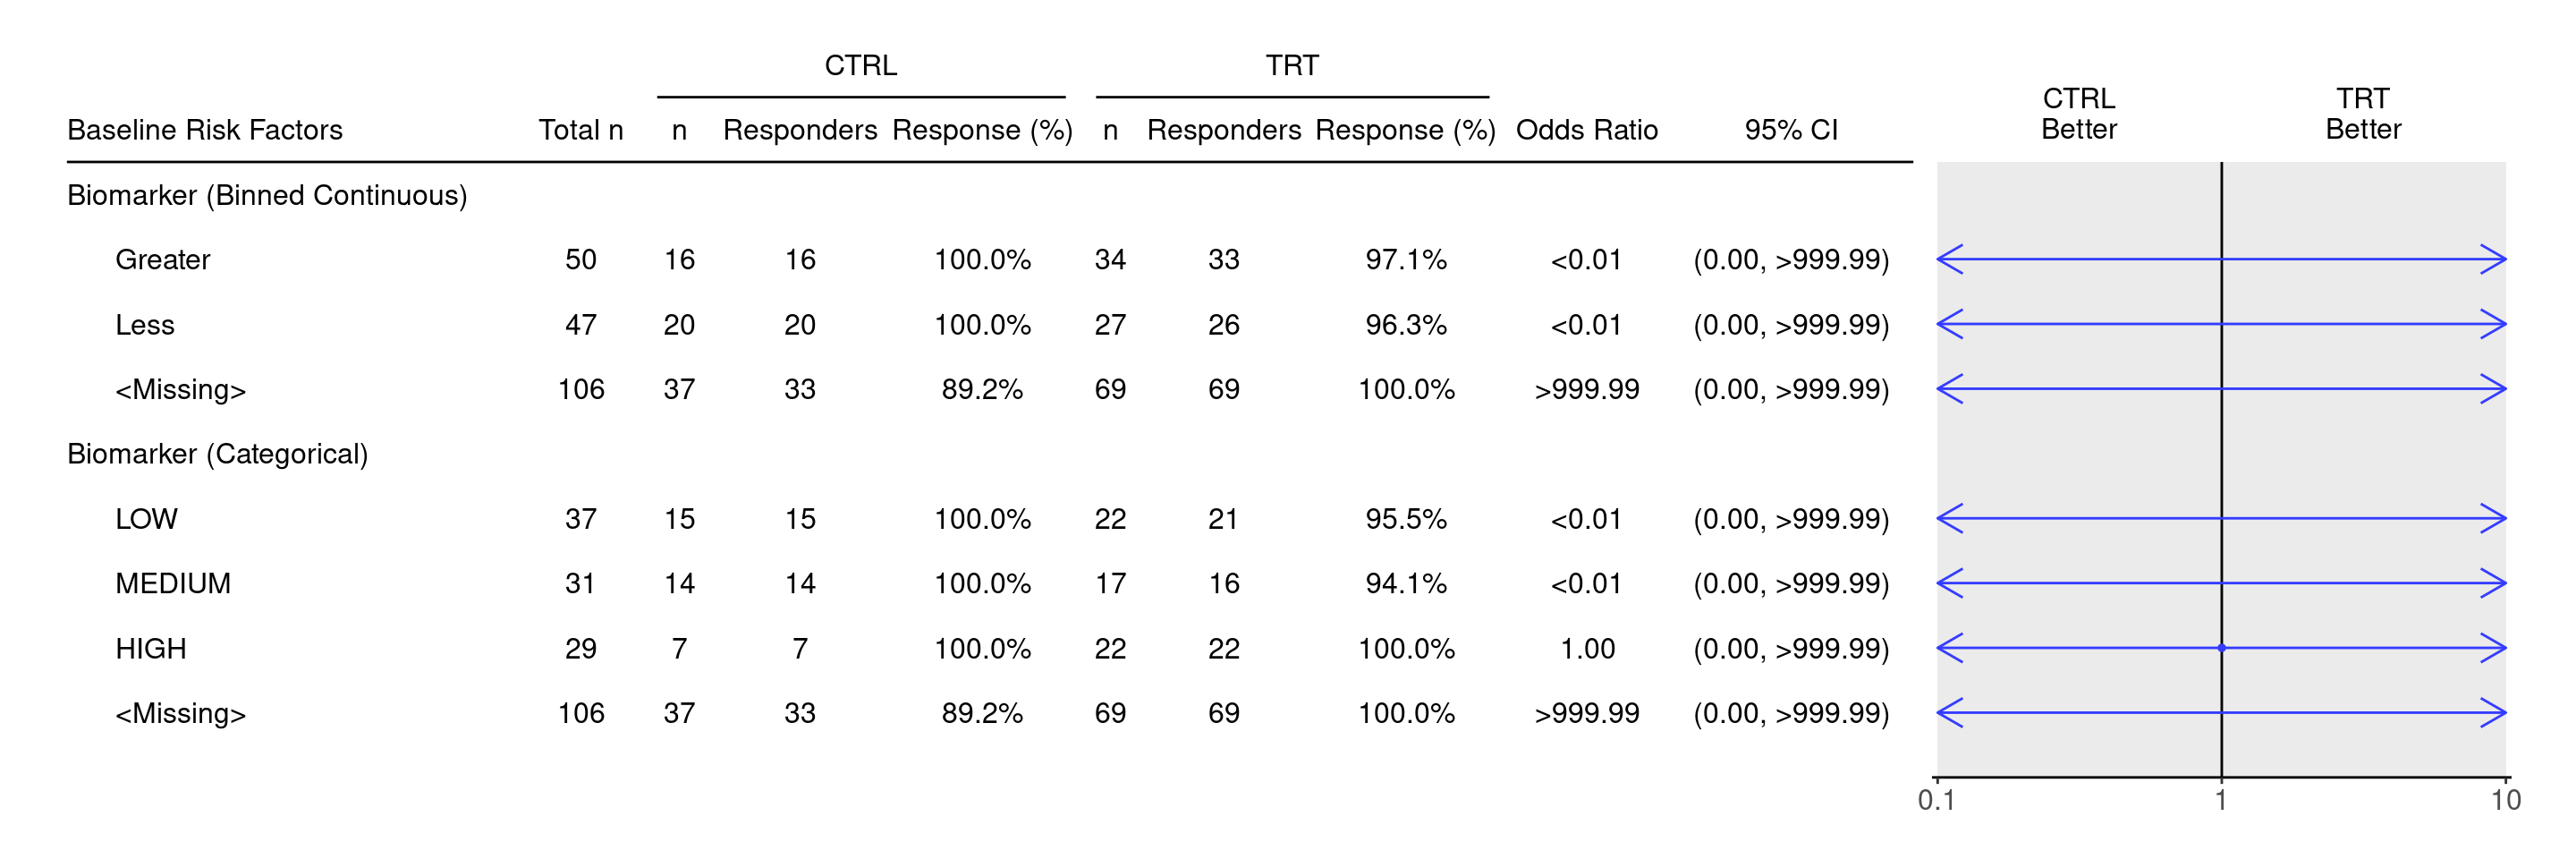 CTRL TRT
CTRL TRT
Better Better
Baseline Risk Factors Total n n Responders Response (%) n Responders Response (%) Odds Ratio 95% CI
Biomarker (Binned Continuous)
Greater 50 16 16 100.0% 34 33 97.1% <0.01 (0.00, >999.99)
Less 47 20 20 100.0% 27 26 96.3% <0.01 (0.00, >999.99)
<Missing> 106 37 33 89.2% 69 69 100.0% >999.99 (0.00, >999.99)
Biomarker (Categorical)
LOW 37 15 15 100.0% 22 21 95.5% <0.01 (0.00, >999.99)
MEDIUM 31 14 14 100.0% 17 16 94.1% <0.01 (0.00, >999.99)
HIGH 29 7 7 100.0% 22 22 100.0% 1.00 (0.00, >999.99)
<Missing> 106 37 33 89.2% 69 69 100.0% >999.99 (0.00, >999.99)
0.1 1 10